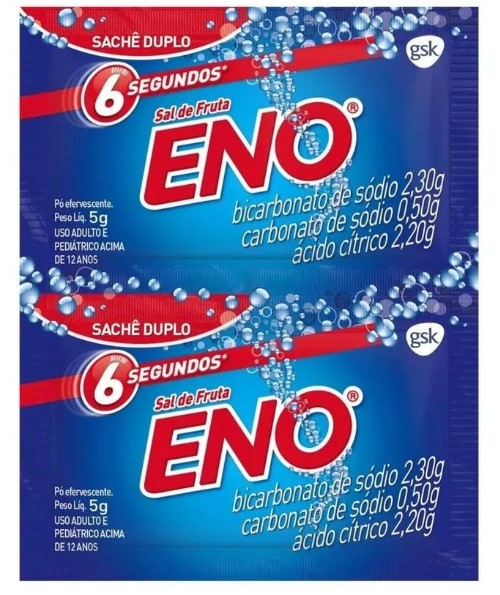 SACHÊ DUPLO
gsk
6 SEGUNDOS*
Sal de Fruta
ENO®
bicarbonato de sódio 2,30g
carbonato de sódio 0,50g
ácido cítrico 2,20g
Pó efervescente.
Peso Líq. 5g
USO ADULTO E
PEDIÁTRICO ACIMA
DE 12 ANOS
SACHÊ DUPLO
gsk
6 SEGUNDOS*
Sal de Fruta
ENO®
bicarbonato de sódio 2,30g
carbonato de sódio 0,50g
ácido cítrico 2,20g
Pó efervescente.
Peso Líq. 5g
USO ADULTO E
PEDIÁTRICO ACIMA
DE 12 ANOS